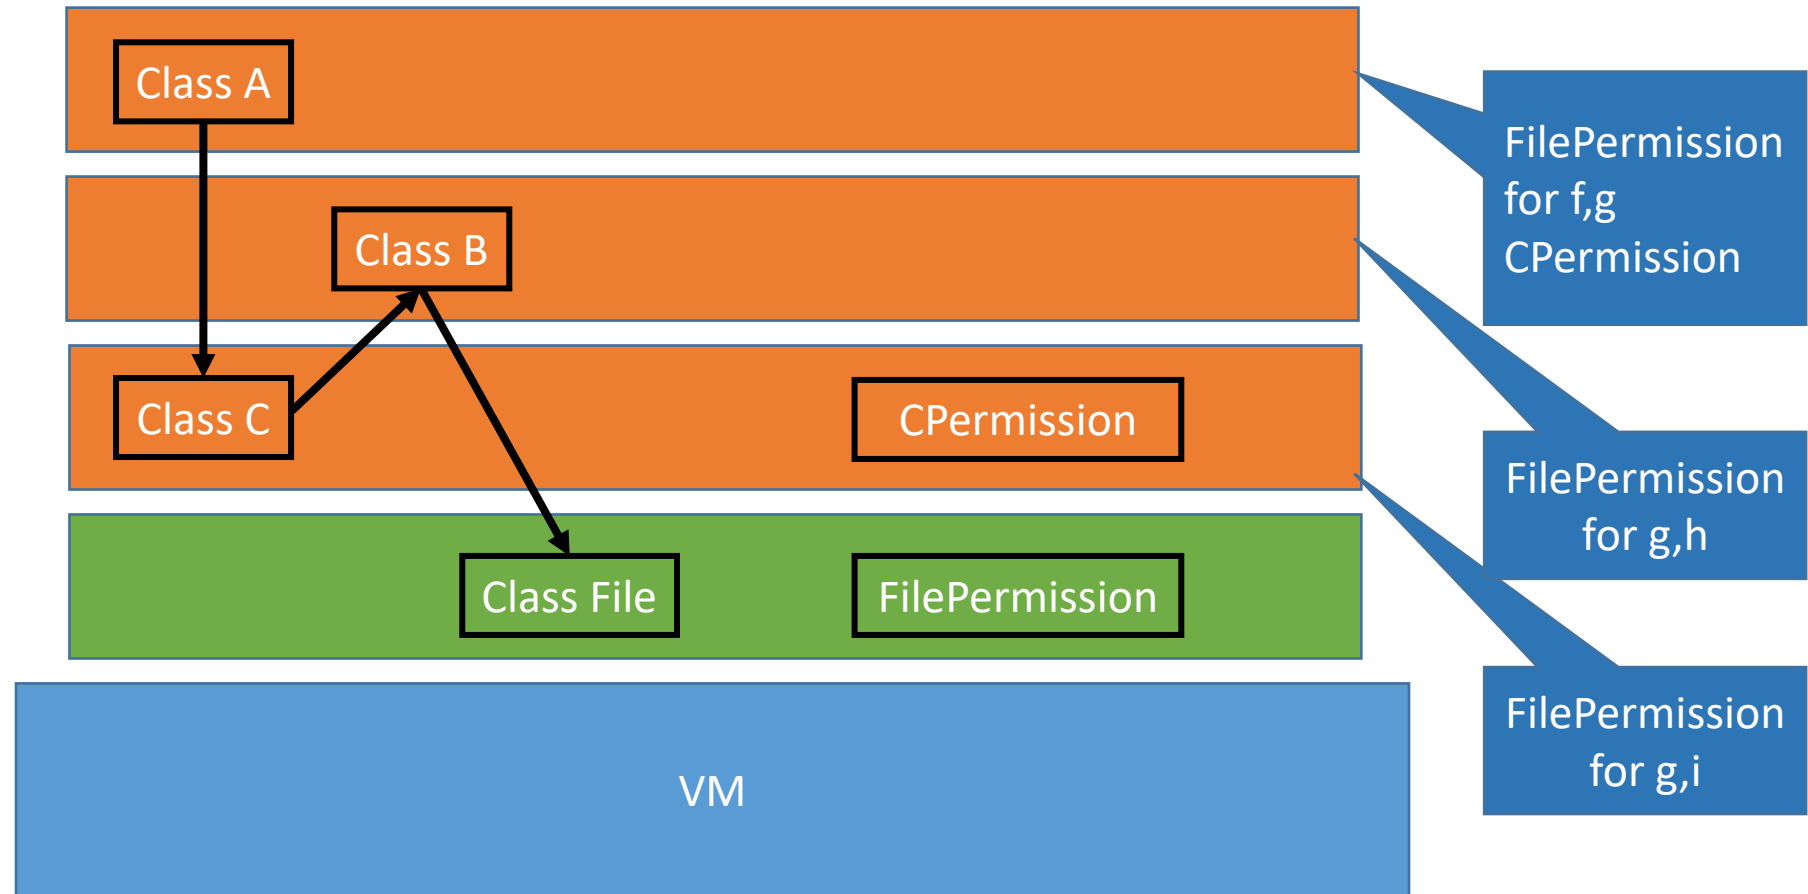 Class A
FilePermission
for f,g
CPermission
Class B
Class C
CPermission
FilePermission
for g,h
Class File
FilePermission
FilePermission
for g,i
VM